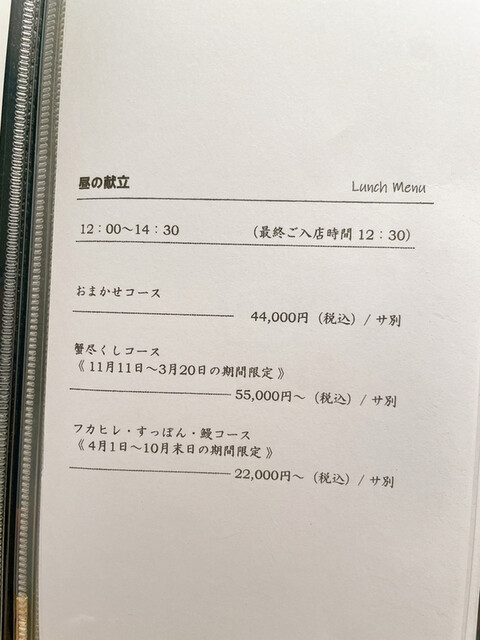 昼の献立 Lunch Menu
12：00〜14：30 （最終ご入店時間 12：30）
おまかせコース
44,000円（税込）/ サ別
蟹尽くしコース
《 11月11日〜3月20日の期間限定 》
55,000円〜（税込）/ サ別
フカヒレ・すっぽん・鰻コース
《 4月1日〜10月末日の期間限定 》
22,000円〜（税込）/ サ別